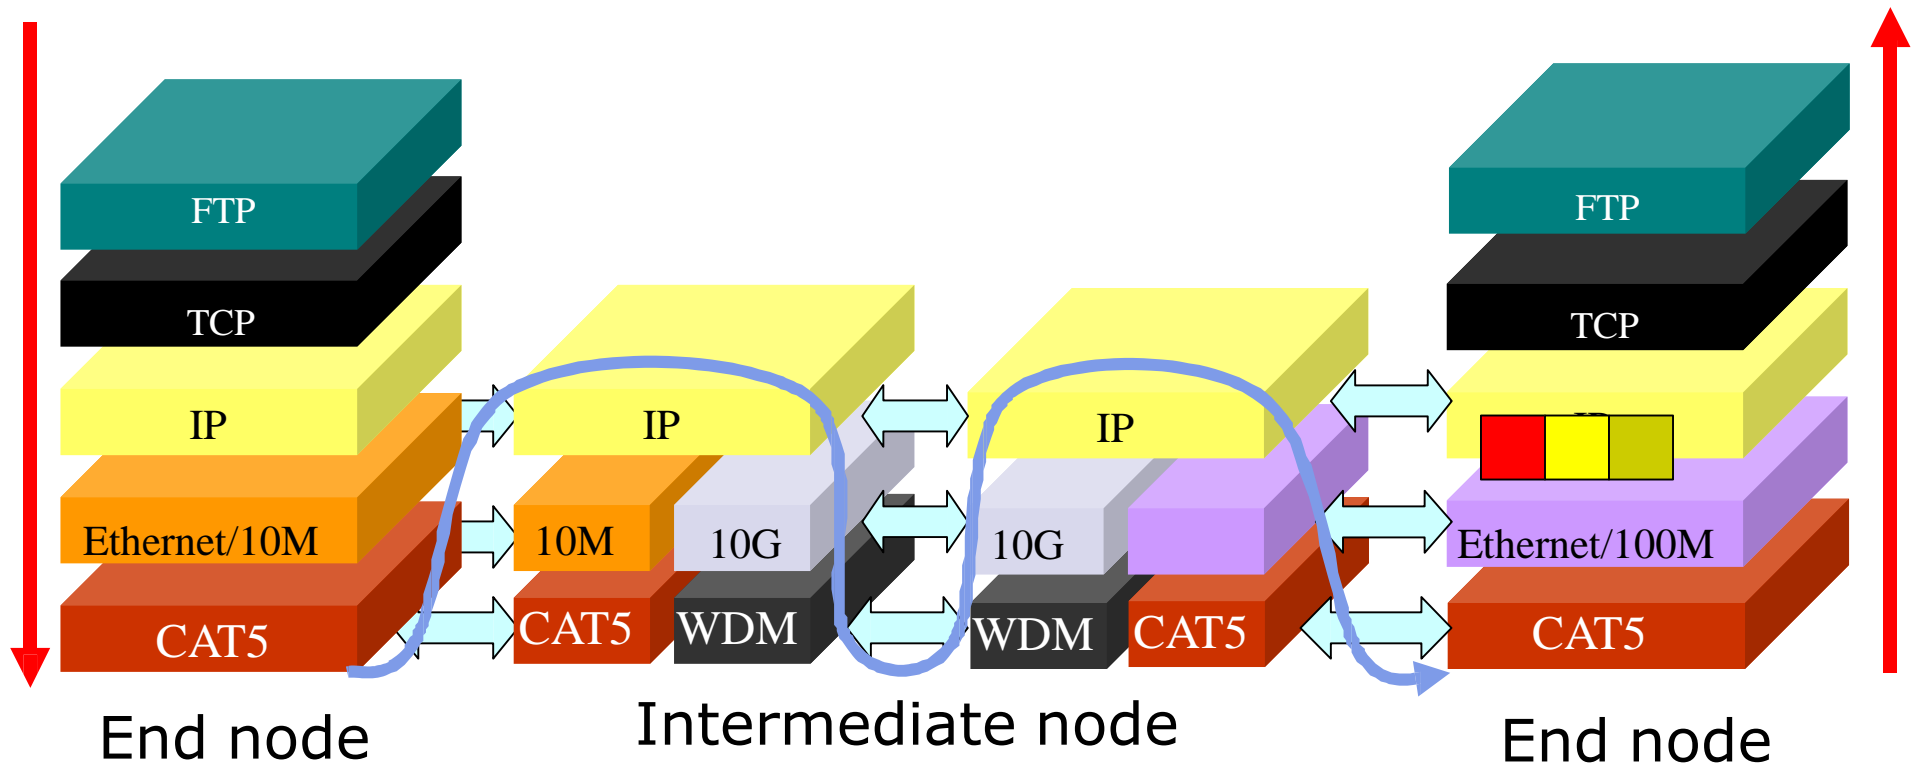 FTP
TCP
IP
Ethernet/10M
CAT5
End node
IP
10M
10G
CAT5
WDM
IP
10G
WDM
CAT5
Intermediate node
FTP
TCP
Ethernet/100M
CAT5
End node